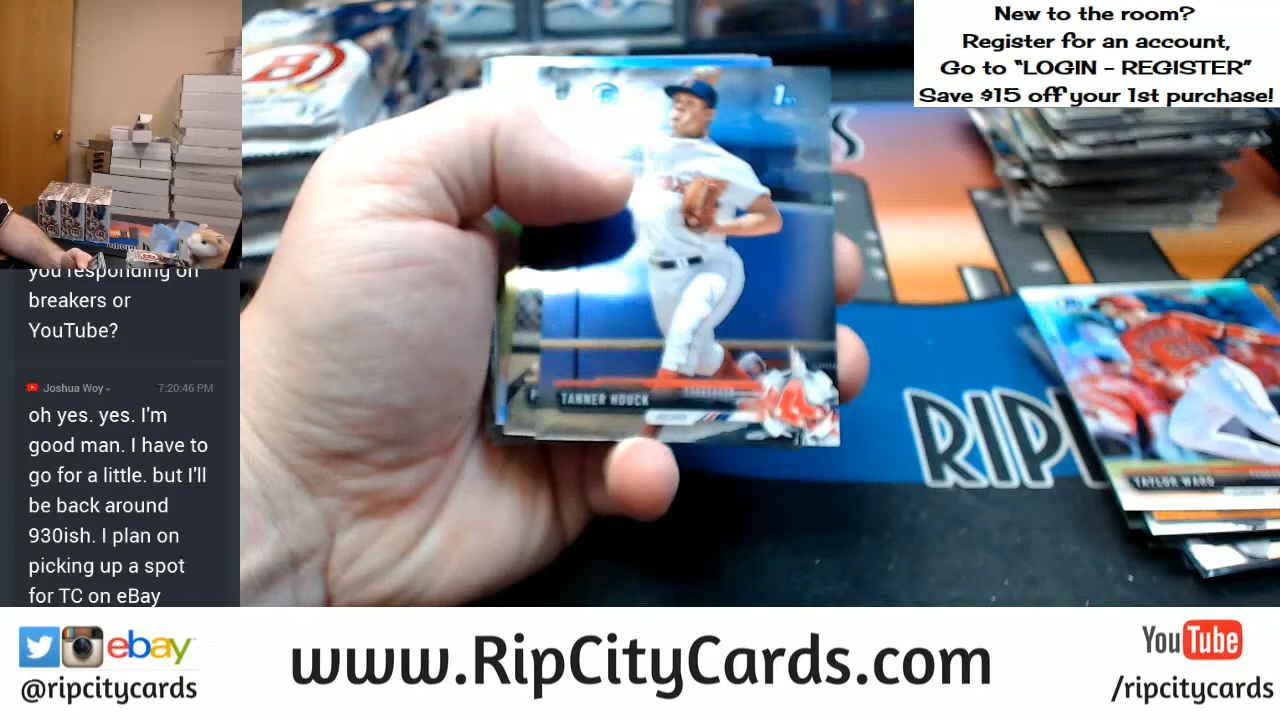 New to the room?
Register for an account,
Go to "LOGIN - REGISTER"
Save $15 off your 1st purchase!
B
1st
TANNER HOUCK
TAYLOR WARD
RIP
you responding on
breakers or
YouTube?
Joshua Woy
7:20:46 PM
oh yes. yes. I'm
good man. I have to
go for a little. but I'll
be back around
930ish. I plan on
picking up a spot
for TC on eBay
ebay
@ripcitycards
www.RipCityCards.com
YouTube
/ripcitycards